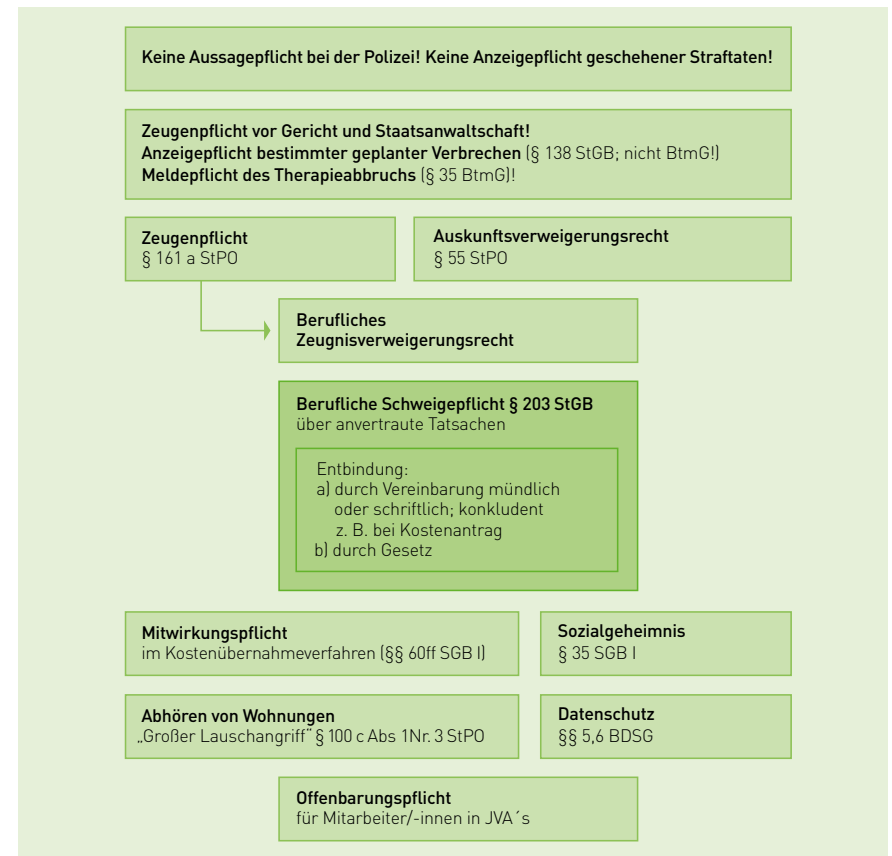 Keine Aussagepflicht bei der Polizei! Keine Anzeigepflicht geschehener Straftaten!
Zeugenpflicht vor Gericht und Staatsanwaltschaft!
Anzeigepflicht bestimmter geplanter Verbrechen (§ 138 StGB; nicht BtmG!)
Meldepflicht des Therapieabbruchs (§ 35 BtmG)!
Zeugenpflicht
§ 161 a StPO
Auskunftsverweigerungsrecht
§ 55 StPO
Berufliches
Zeugnisverweigerungsrecht
Berufliche Schweigepflicht § 203 StGB
über anvertraute Tatsachen
Entbindung:
a) durch Vereinbarung mündlich
oder schriftlich; konkludent
z. B. bei Kostenantrag
b) durch Gesetz
Mitwirkungspflicht
im Kostenübernahmeverfahren (§§ 60ff SGB I)
Sozialgeheimnis
§ 35 SGB I
Abhören von Wohnungen
„Großer Lauschangriff“ § 100 c Abs 1Nr. 3 StPO
Datenschutz
§§ 5,6 BDSG
Offenbarungspflicht
für Mitarbeiter/-innen in JVA´s